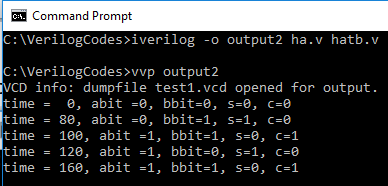 Command Prompt
C:\VerilogCodes>iverilog -o output2 ha.v hatb.v
C:\VerilogCodes>vvp output2
VCD info: dumpfile test1.vcd opened for output.
time =   0, abit =0, bbit=0, s=0, c=0
time =  80, abit =0, bbit=1, s=1, c=0
time = 100, abit =1, bbit=1, s=0, c=1
time = 120, abit =1, bbit=0, s=1, c=0
time = 160, abit =1, bbit=1, s=0, c=1